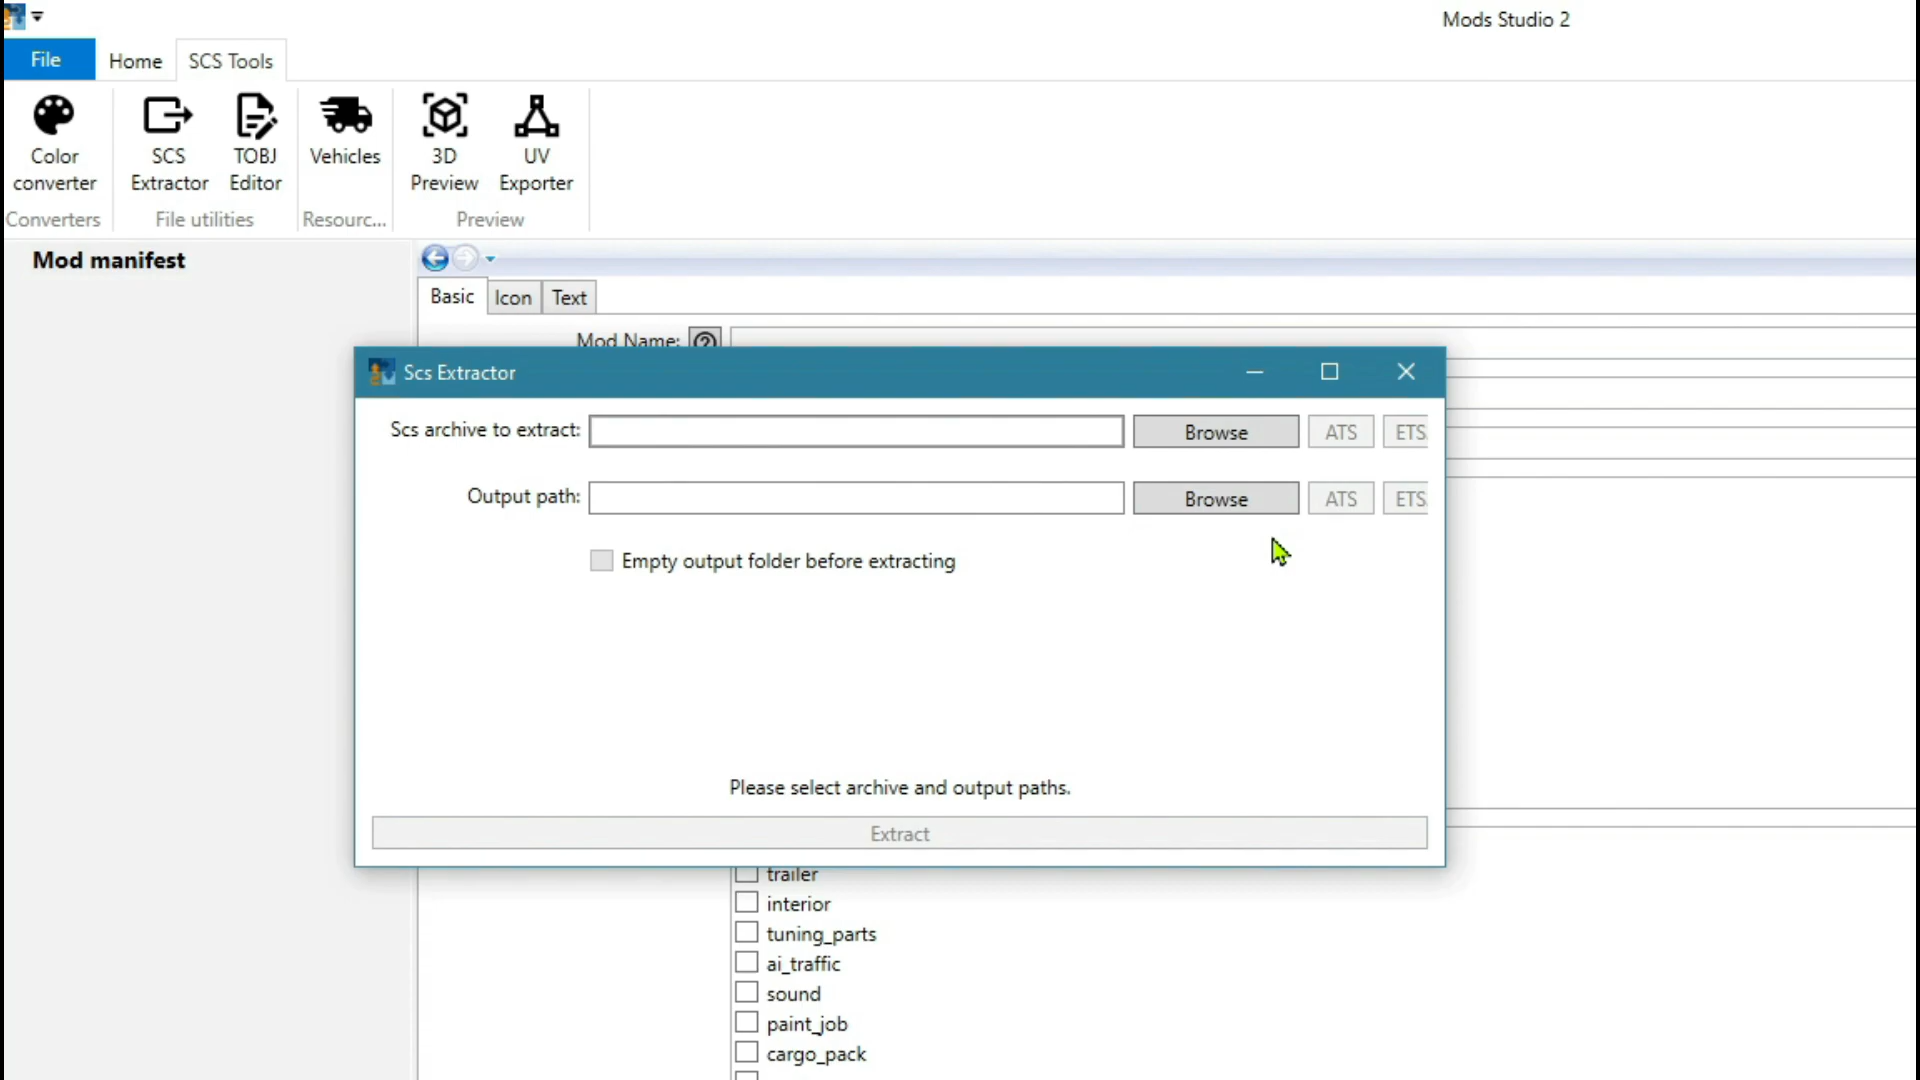 Mods Studio 2
File
Home
SCS Tools
Color
converter
SCS
Extractor
TOBJ
Editor
Vehicles
3D
Preview
UV
Exporter
Converters
File utilities
Resourc...
Preview
Mod manifest
Basic
Icon
Text
Mod Name:
Scs Extractor
Scs archive to extract:
Browse
ATS
ETS
Output path:
Browse
ATS
ETS
Empty output folder before extracting
Please select archive and output paths.
Extract
trailer
interior
tuning_parts
ai_traffic
sound
paint_job
cargo_pack